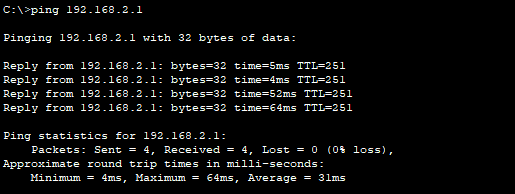 C:\>ping 192.168.2.1
Pinging 192.168.2.1 with 32 bytes of data:
Reply from 192.168.2.1: bytes=32 time=5ms TTL=251
Reply from 192.168.2.1: bytes=32 time=4ms TTL=251
Reply from 192.168.2.1: bytes=32 time=52ms TTL=251
Reply from 192.168.2.1: bytes=32 time=64ms TTL=251
Ping statistics for 192.168.2.1:
    Packets: Sent = 4, Received = 4, Lost = 0 (0% loss),
Approximate round trip times in milli-seconds:
    Minimum = 4ms, Maximum = 64ms, Average = 31ms